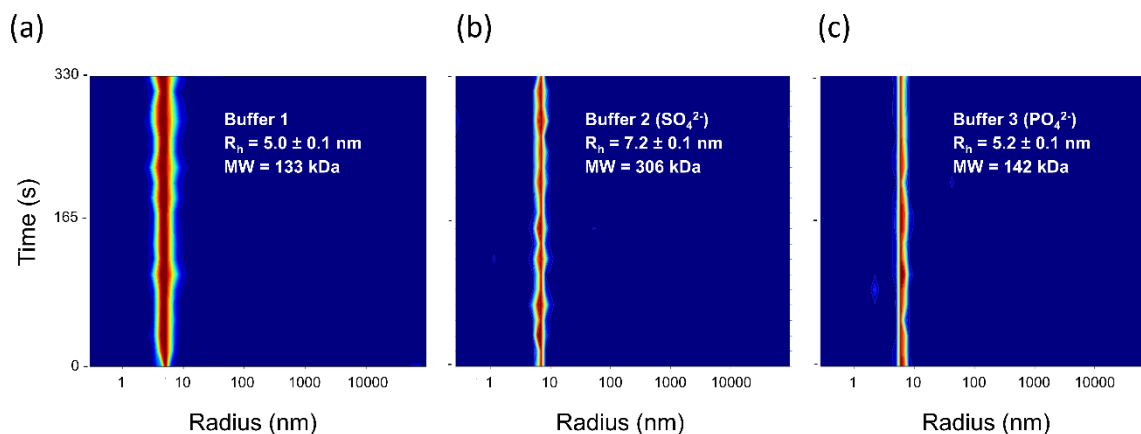 (a)
(b)
(c)
330
165
0
Time (s)
Buffer 1
Rₕ = 5.0 ± 0.1 nm
MW = 133 kDa
1 10 100 1000 10000
Radius (nm)
Buffer 2 (SO₄²⁻)
Rₕ = 7.2 ± 0.1 nm
MW = 306 kDa
1 10 100 1000 10000
Radius (nm)
Buffer 3 (PO₄²⁻)
Rₕ = 5.2 ± 0.1 nm
MW = 142 kDa
1 10 100 1000 10000
Radius (nm)